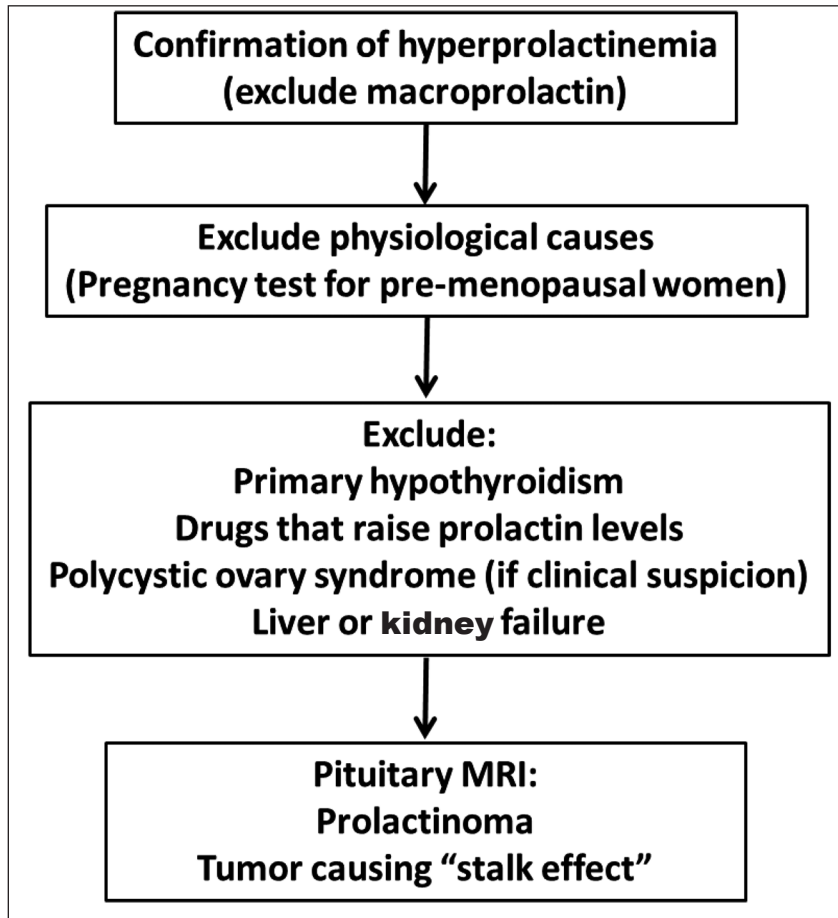 Confirmation of hyperprolactinemia
(exclude macroprolactin)
Exclude physiological causes
(Pregnancy test for pre-menopausal women)
Exclude:
Primary hypothyroidism
Drugs that raise prolactin levels
Polycystic ovary syndrome (if clinical suspicion)
Liver or kidney failure
Pituitary MRI:
Prolactinoma
Tumor causing “stalk effect”